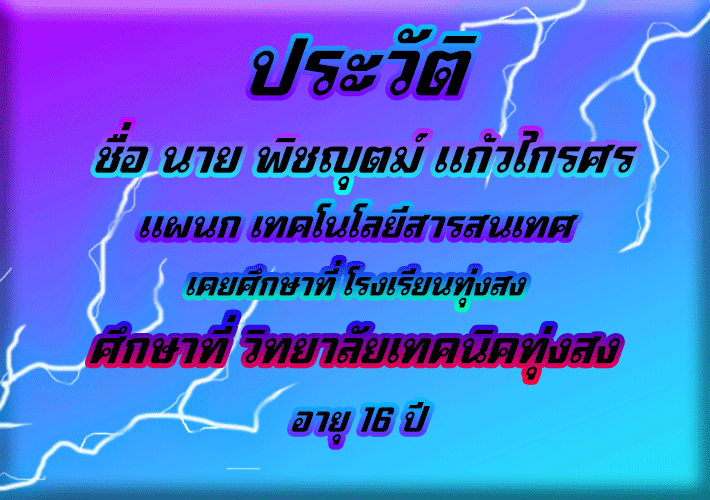 ประวัติ
ชื่อ นาย พิชญุตม์ แก้วไกรศร
แผนก เทคโนโลยีสารสนเทศ
เคยศึกษาที่ โรงเรียนทุ่งสง
ศึกษาที่ วิทยาลัยเทคนิคทุ่งสง
อายุ 16 ปี